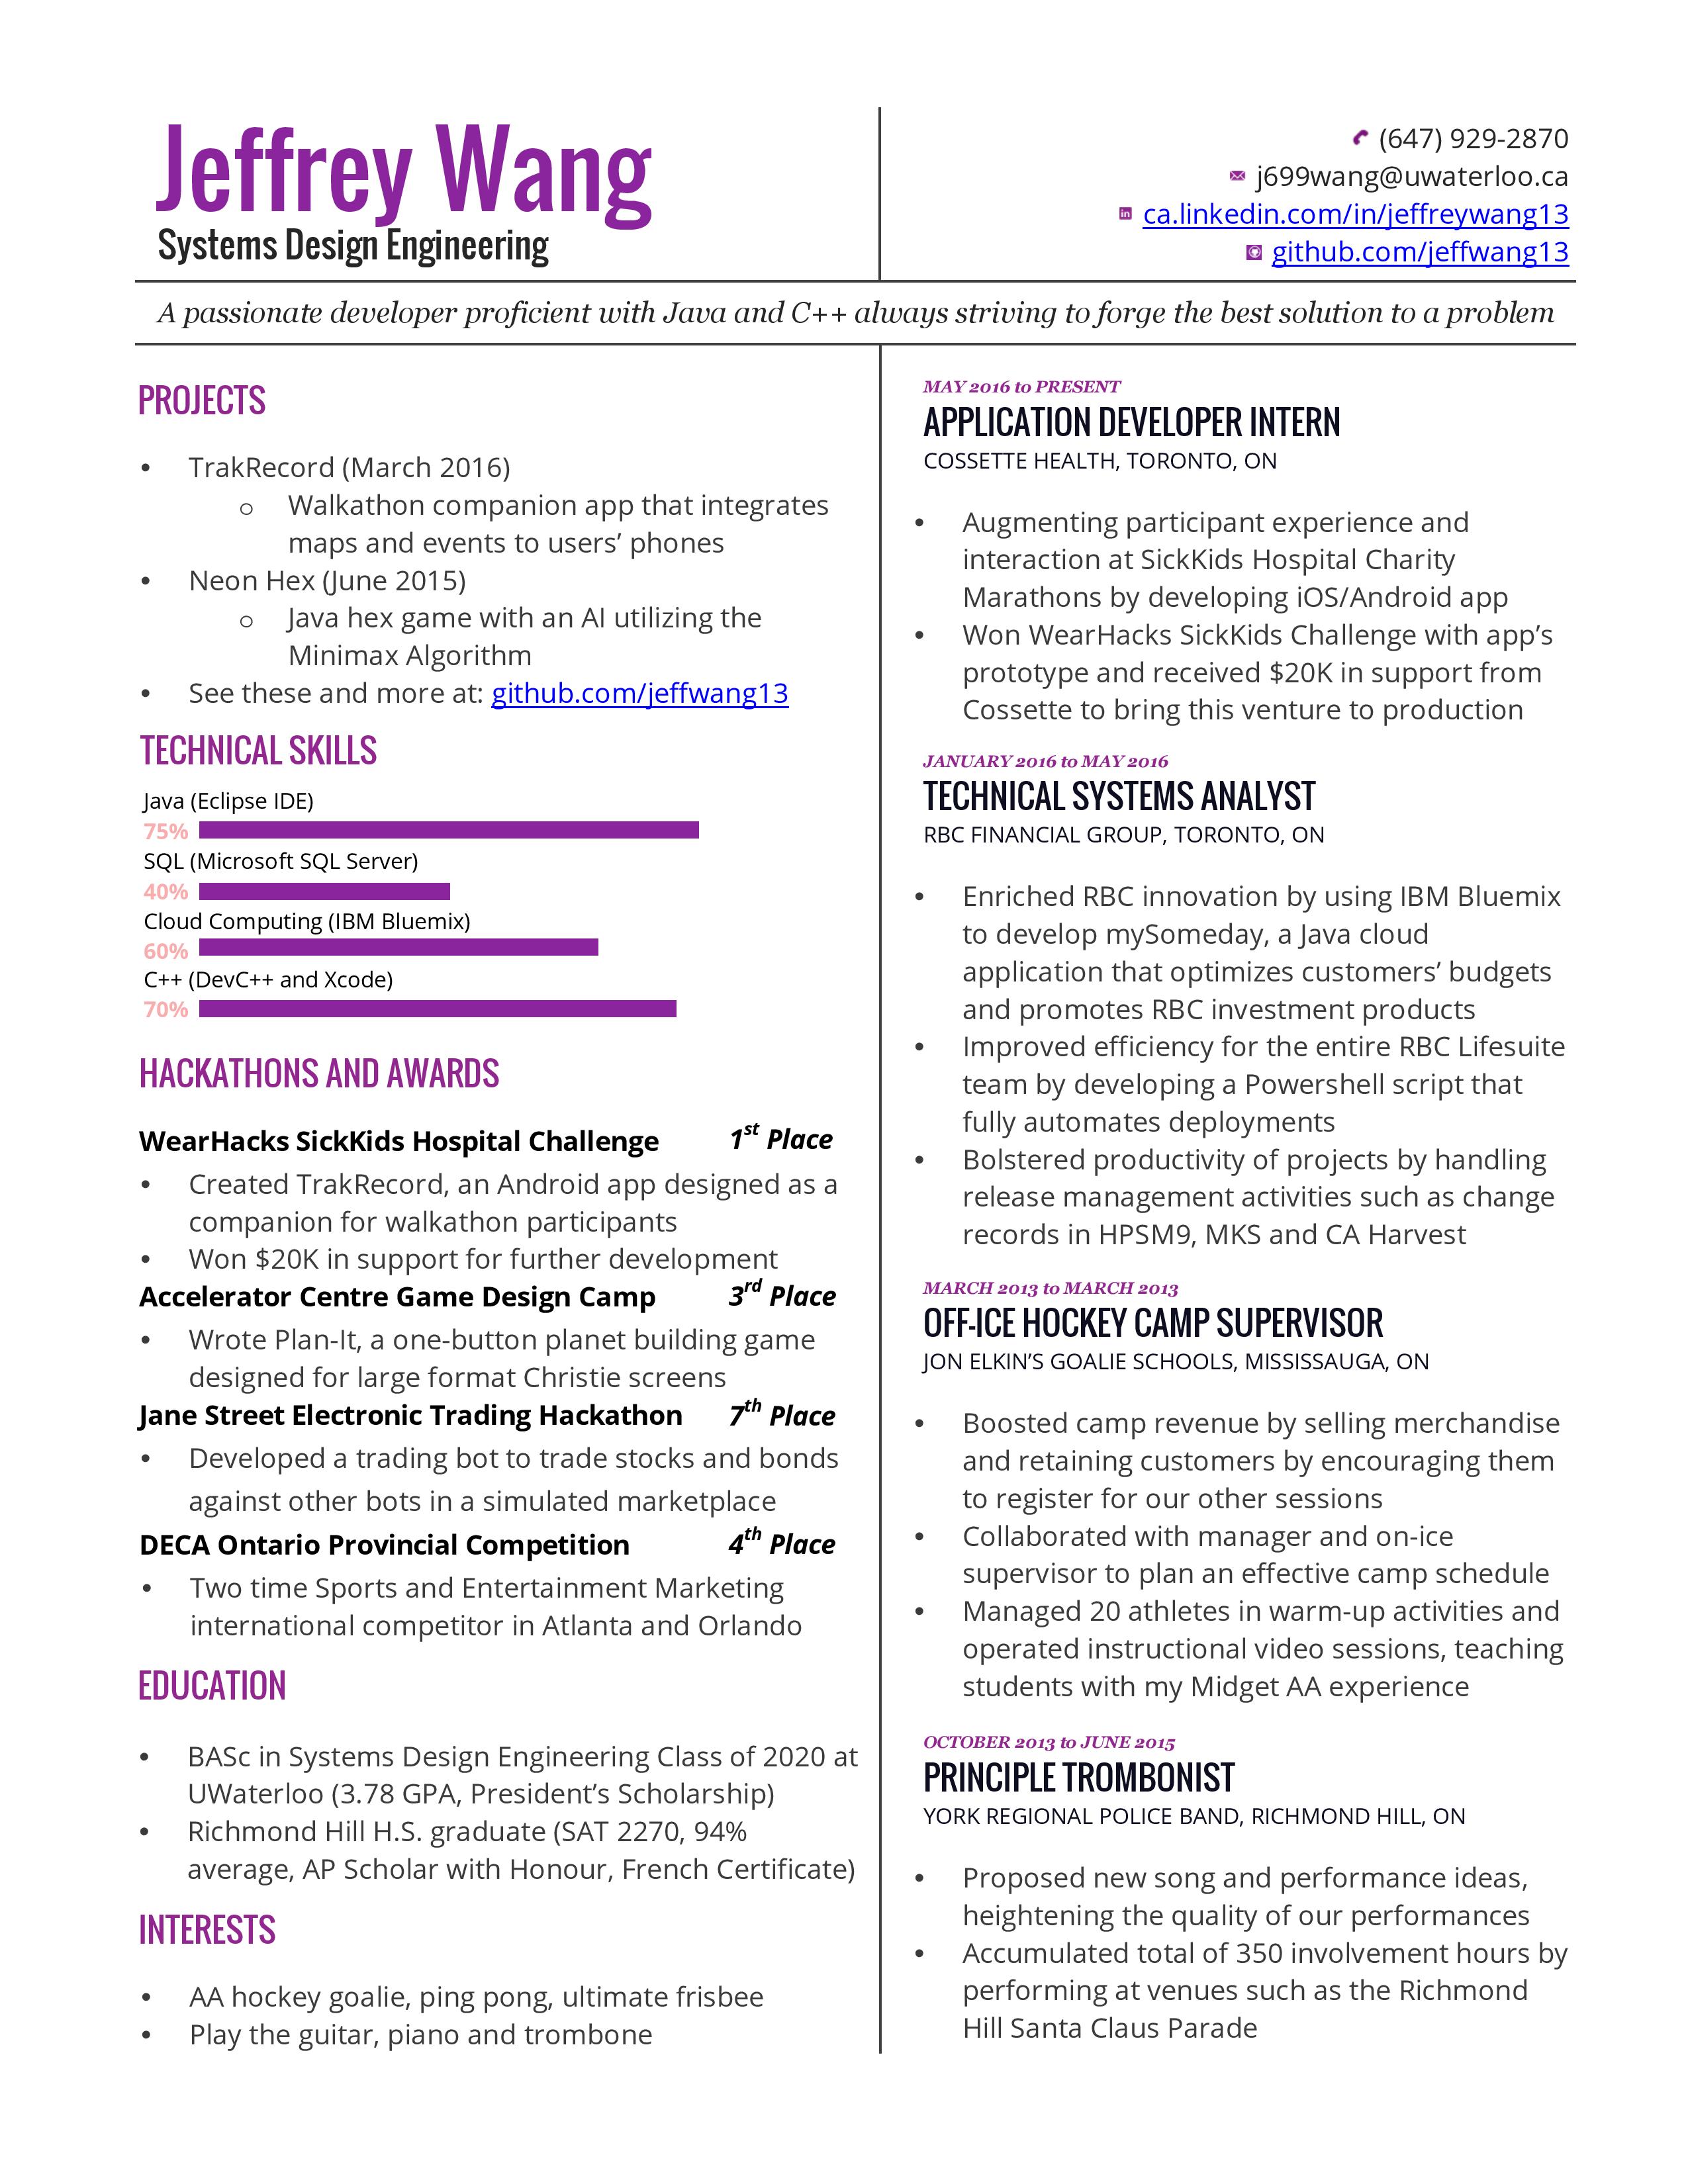 Jeffrey Wang
Systems Design Engineering
(647) 929-2870
j699wang@uwaterloo.ca
ca.linkedin.com/in/jeffreywang13
github.com/jeffwang13
A passionate developer proficient with Java and C++ always striving to forge the best solution to a problem
PROJECTS
• TrakRecord (March 2016)
o Walkathon companion app that integrates
maps and events to users’ phones
• Neon Hex (June 2015)
o Java hex game with an AI utilizing the
Minimax Algorithm
• See these and more at: github.com/jeffwang13
TECHNICAL SKILLS
Java (Eclipse IDE)
75%
SQL (Microsoft SQL Server)
40%
Cloud Computing (IBM Bluemix)
60%
C++ (DevC++ and Xcode)
70%
HACKATHONS AND AWARDS
WearHacks SickKids Hospital Challenge 1st Place
• Created TrakRecord, an Android app designed as a
companion for walkathon participants
• Won $20K in support for further development
Accelerator Centre Game Design Camp 3rd Place
• Wrote Plan-It, a one-button planet building game
designed for large format Christie screens
Jane Street Electronic Trading Hackathon 7th Place
• Developed a trading bot to trade stocks and bonds
against other bots in a simulated marketplace
DECA Ontario Provincial Competition 4th Place
• Two time Sports and Entertainment Marketing
international competitor in Atlanta and Orlando
EDUCATION
• BASc in Systems Design Engineering Class of 2020 at
UWaterloo (3.78 GPA, President’s Scholarship)
• Richmond Hill H.S. graduate (SAT 2270, 94%
average, AP Scholar with Honour, French Certificate)
INTERESTS
• AA hockey goalie, ping pong, ultimate frisbee
• Play the guitar, piano and trombone
MAY 2016 to PRESENT
APPLICATION DEVELOPER INTERN
COSSETTE HEALTH, TORONTO, ON
• Augmenting participant experience and
interaction at SickKids Hospital Charity
Marathons by developing iOS/Android app
• Won WearHacks SickKids Challenge with app’s
prototype and received $20K in support from
Cossette to bring this venture to production
JANUARY 2016 to MAY 2016
TECHNICAL SYSTEMS ANALYST
RBC FINANCIAL GROUP, TORONTO, ON
• Enriched RBC innovation by using IBM Bluemix
to develop mySomeday, a Java cloud
application that optimizes customers’ budgets
and promotes RBC investment products
• Improved efficiency for the entire RBC Lifesuite
team by developing a Powershell script that
fully automates deployments
• Bolstered productivity of projects by handling
release management activities such as change
records in HPSM9, MKS and CA Harvest
MARCH 2013 to MARCH 2013
OFF-ICE HOCKEY CAMP SUPERVISOR
JON ELKIN’S GOALIE SCHOOLS, MISSISSAUGA, ON
• Boosted camp revenue by selling merchandise
and retaining customers by encouraging them
to register for our other sessions
• Collaborated with manager and on-ice
supervisor to plan an effective camp schedule
• Managed 20 athletes in warm-up activities and
operated instructional video sessions, teaching
students with my Midget AA experience
OCTOBER 2013 to JUNE 2015
PRINCIPLE TROMBONIST
YORK REGIONAL POLICE BAND, RICHMOND HILL, ON
• Proposed new song and performance ideas,
heightening the quality of our performances
• Accumulated total of 350 involvement hours by
performing at venues such as the Richmond
Hill Santa Claus Parade